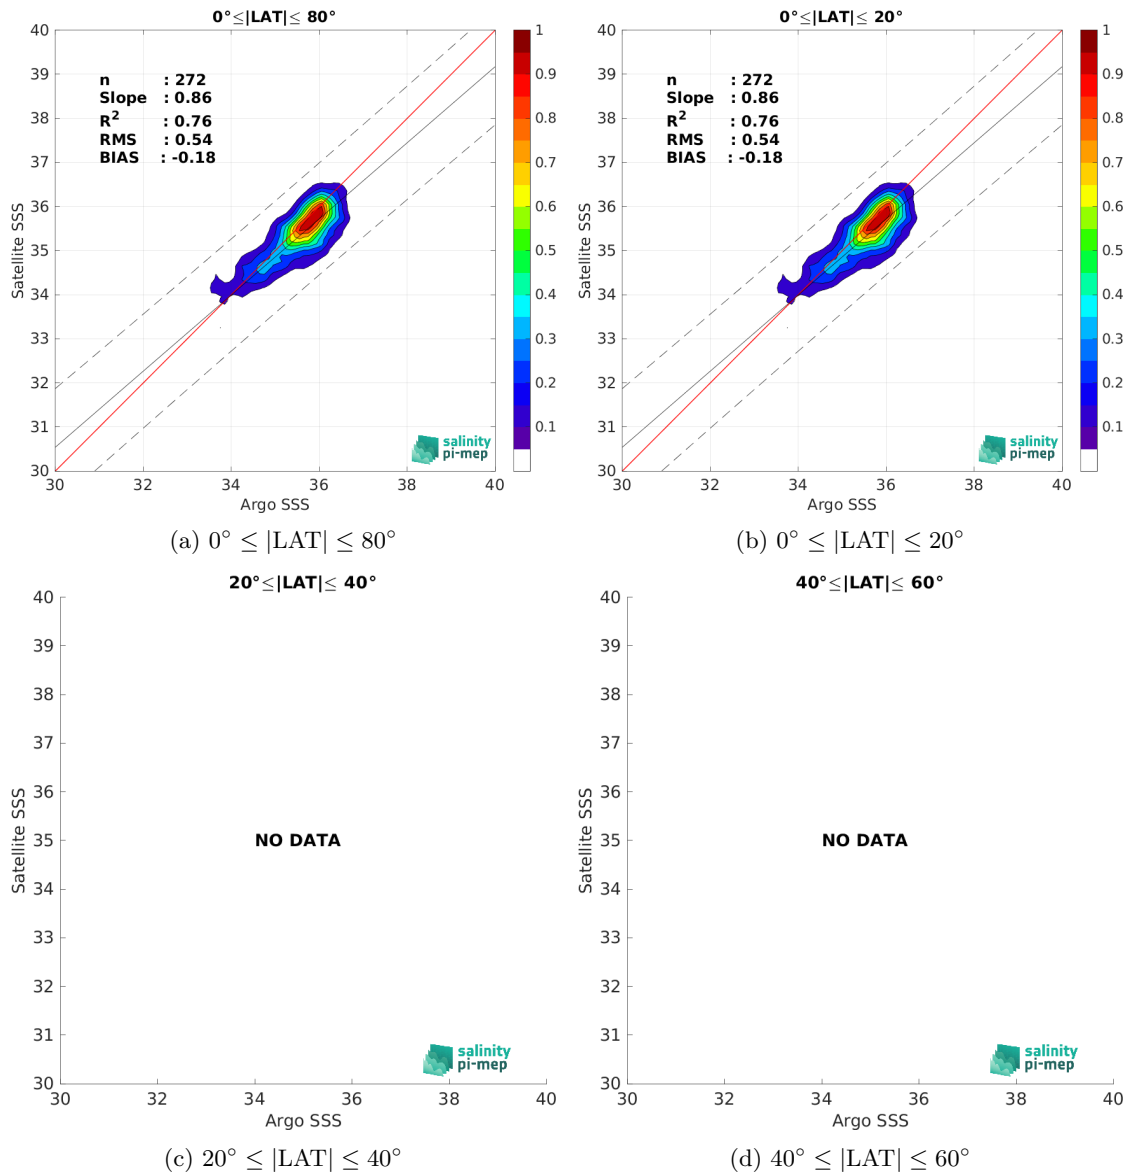 0°≤|LAT|≤ 80°
40
39
38
37
36
35
34
33
32
31
30
Satellite SSS
n : 272
Slope : 0.86
R² : 0.76
RMS : 0.54
BIAS : -0.18
1
0.9
0.8
0.7
0.6
0.5
0.4
0.3
0.2
0.1
salinity
pi-mep
30 32 34 36 38 40
Argo SSS
(a) 0° ≤ |LAT| ≤ 80°
0°≤|LAT|≤ 20°
40
39
38
37
36
35
34
33
32
31
30
Satellite SSS
n : 272
Slope : 0.86
R² : 0.76
RMS : 0.54
BIAS : -0.18
1
0.9
0.8
0.7
0.6
0.5
0.4
0.3
0.2
0.1
salinity
pi-mep
30 32 34 36 38 40
Argo SSS
(b) 0° ≤ |LAT| ≤ 20°
20°≤|LAT|≤ 40°
40
39
38
37
36
35
34
33
32
31
30
Satellite SSS
NO DATA
salinity
pi-mep
30 32 34 36 38 40
Argo SSS
(c) 20° ≤ |LAT| ≤ 40°
40°≤|LAT|≤ 60°
40
39
38
37
36
35
34
33
32
31
30
Satellite SSS
NO DATA
salinity
pi-mep
30 32 34 36 38 40
Argo SSS
(d) 40° ≤ |LAT| ≤ 60°